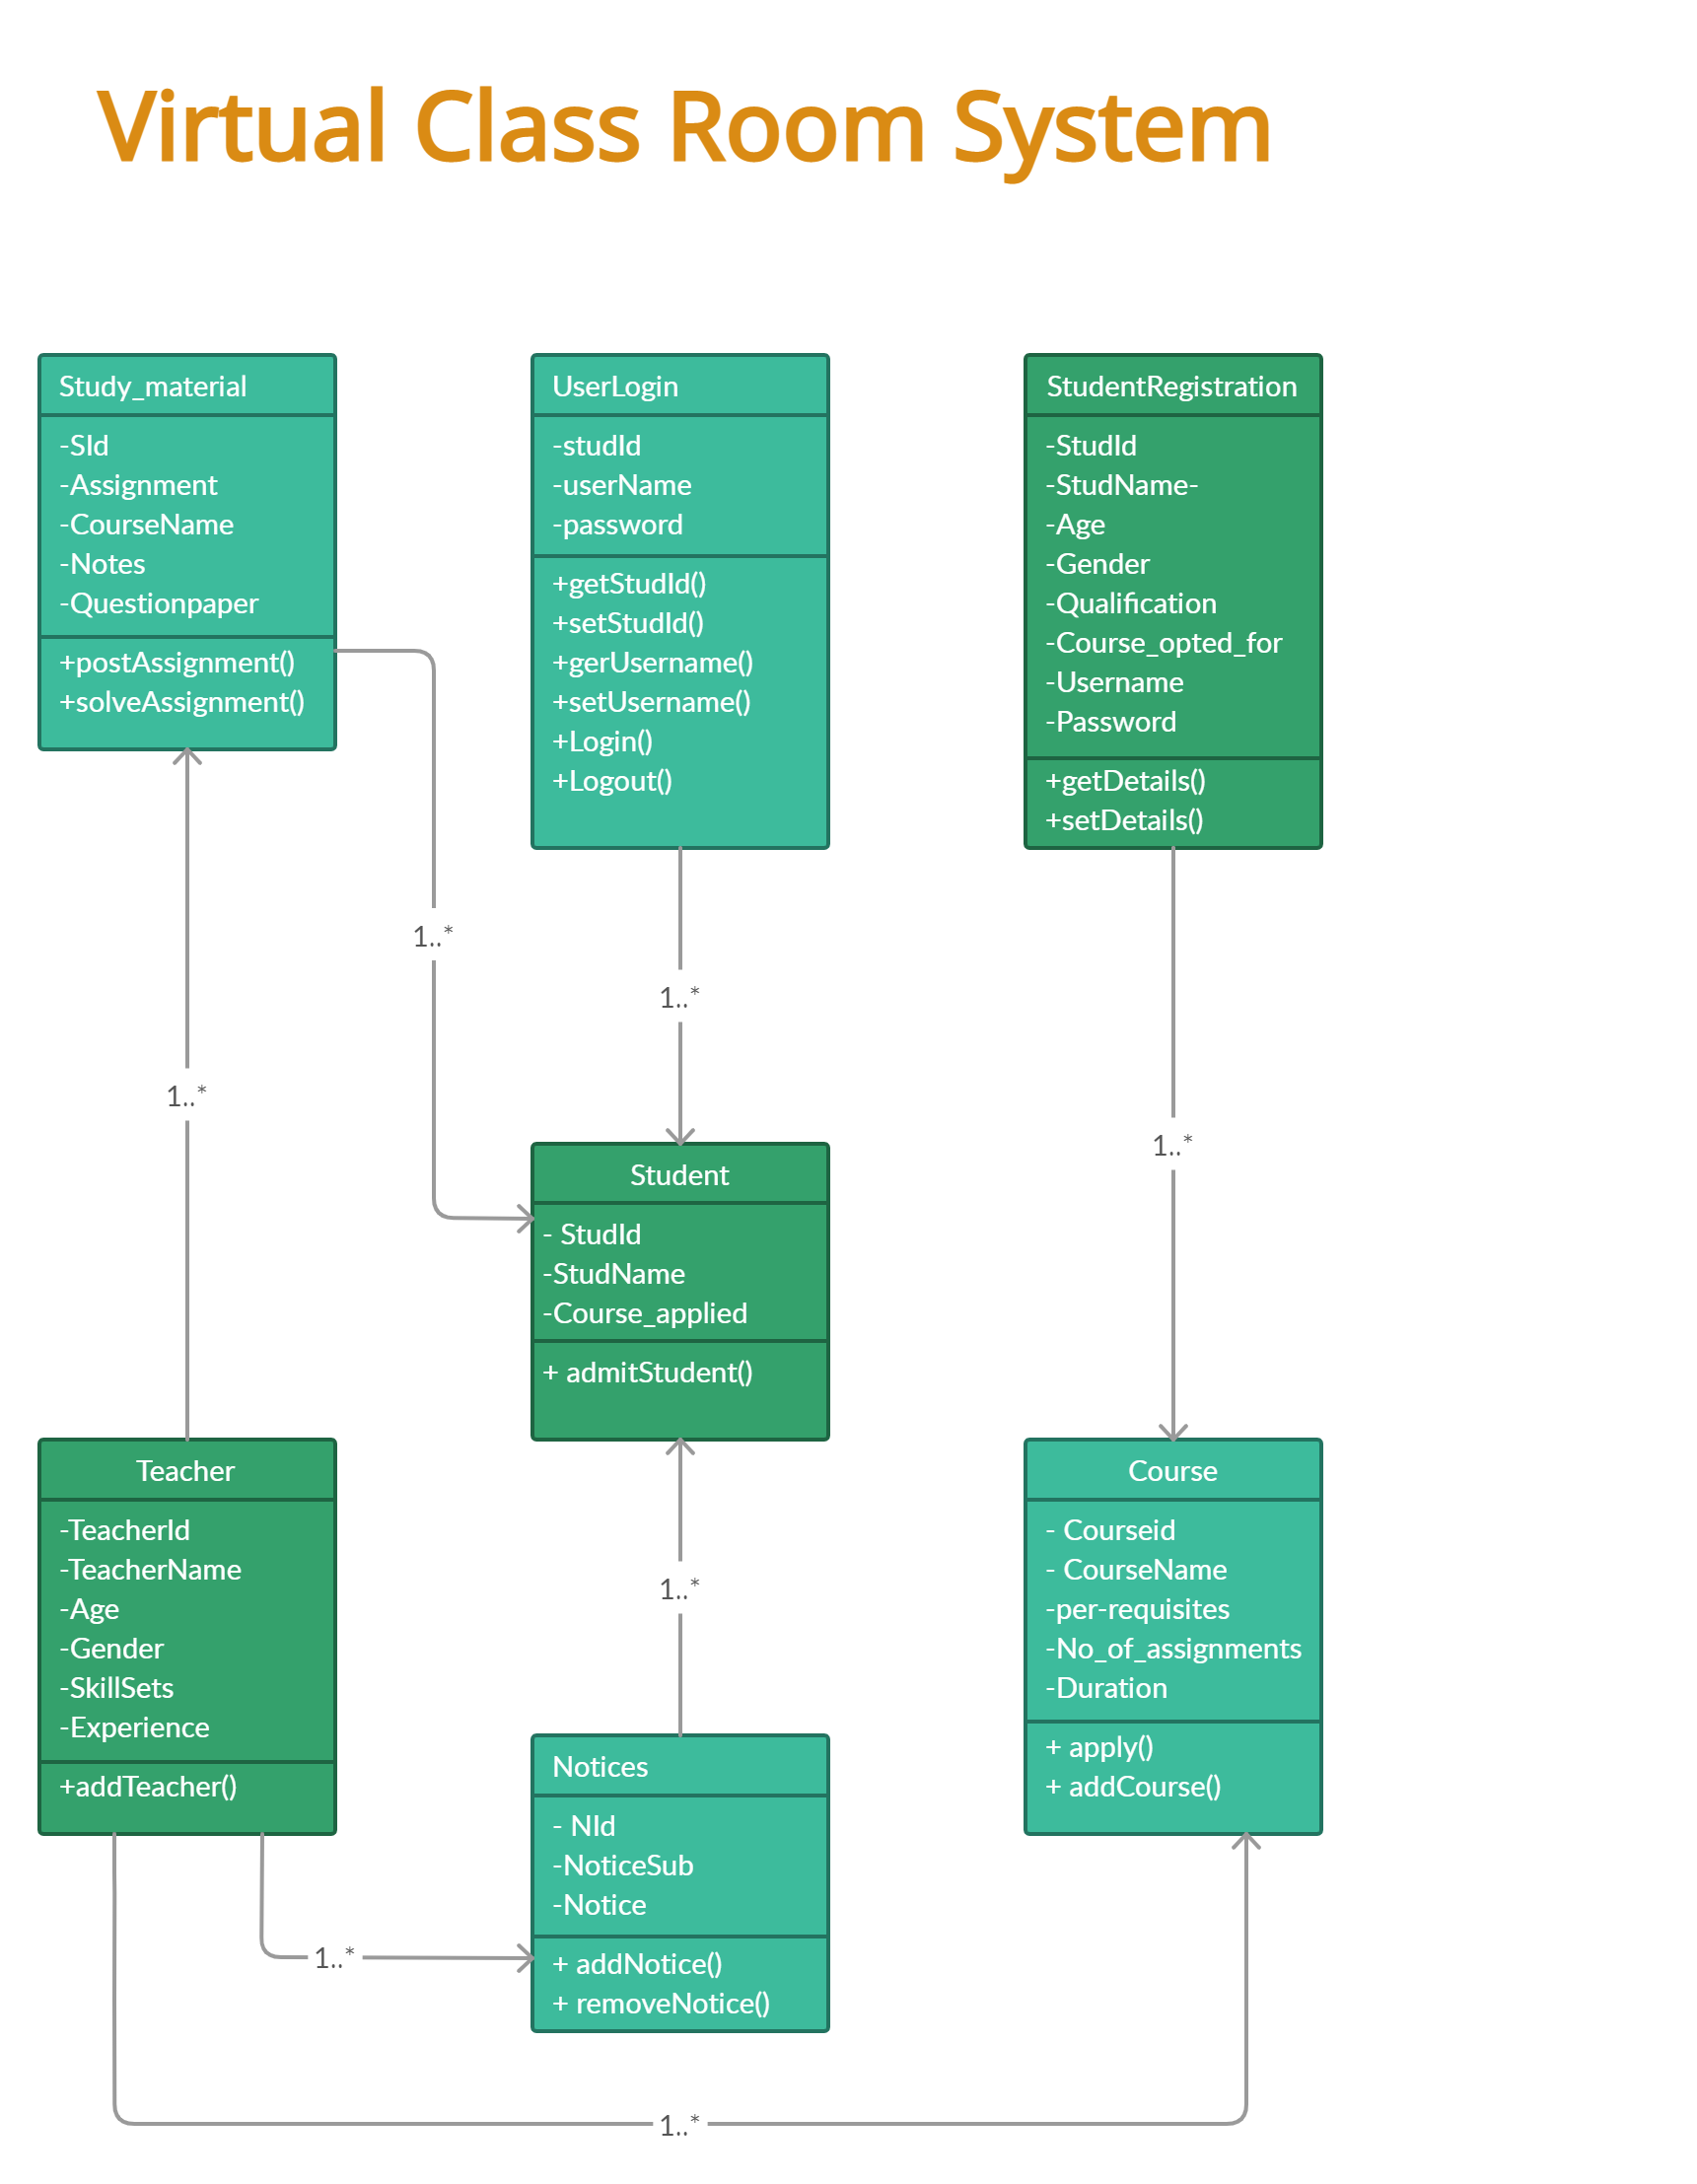 Virtual Class Room System
Study_material
-SId
-Assignment
-CourseName
-Notes
-Questionpaper
+postAssignment()
+solveAssignment()
UserLogin
-studId
-userName
-password
+getStudId()
+setStudId()
+gerUsername()
+setUsername()
+Login()
+Logout()
StudentRegistration
-StudId
-StudName-
-Age
-Gender
-Qualification
-Course_opted_for
-Username
-Password
+getDetails()
+setDetails()
1..*
1..*
1..*
1..*
Student
- StudId
-StudName
-Course_applied
+ admitStudent()
Teacher
-TeacherId
-TeacherName
-Age
-Gender
-SkillSets
-Experience
+addTeacher()
1..*
Course
- Courseid
- CourseName
-per-requisites
-No_of_assignments
-Duration
+ apply()
+ addCourse()
Notices
- NId
-NoticeSub
-Notice
+ addNotice()
+ removeNotice()
1..*
1..*